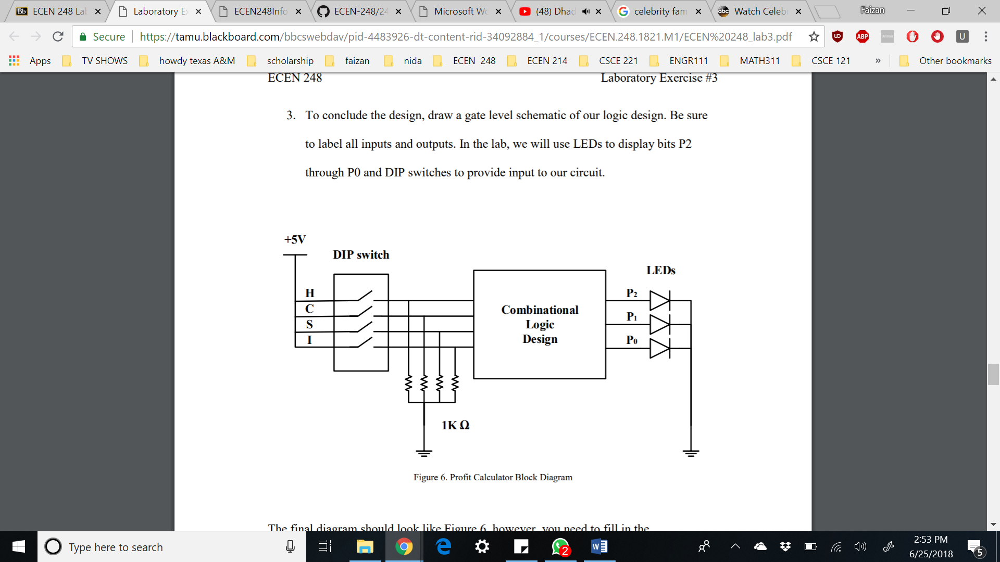 ECEN 248 La
Laboratory E
ECEN248Info
ECEN-248/24
Microsoft Wo
(48) Dhad
celebrity fam
Watch Celeb
Faizan
Secure
https://tamu.blackboard.com/bbcswebdav/pid-4483926-dt-content-rid-34092884_1/courses/ECEN.248.1821.M1/ECEN%20248_lab3.pdf
ABP
U
Apps
TV SHOWS
howdy texas A&M
scholarship
faizan
nida
ECEN 248
ECEN 214
CSCE 221
ENGR111
MATH311
CSCE 121
»
Other bookmarks
ECEN 248
Laboratory Exercise #3
3. To conclude the design, draw a gate level schematic of our logic design. Be sure
to label all inputs and outputs. In the lab, we will use LEDs to display bits P2
through P0 and DIP switches to provide input to our circuit.
+5V
DIP switch
LEDs
H
C
S
I
Combinational
Logic
Design
P2
P1
P0
1K Ω
Figure 6. Profit Calculator Block Diagram
The final diagram should look like Figure 6, however, you need to fill in the
Type here to search
2
2:53 PM
6/25/2018
5